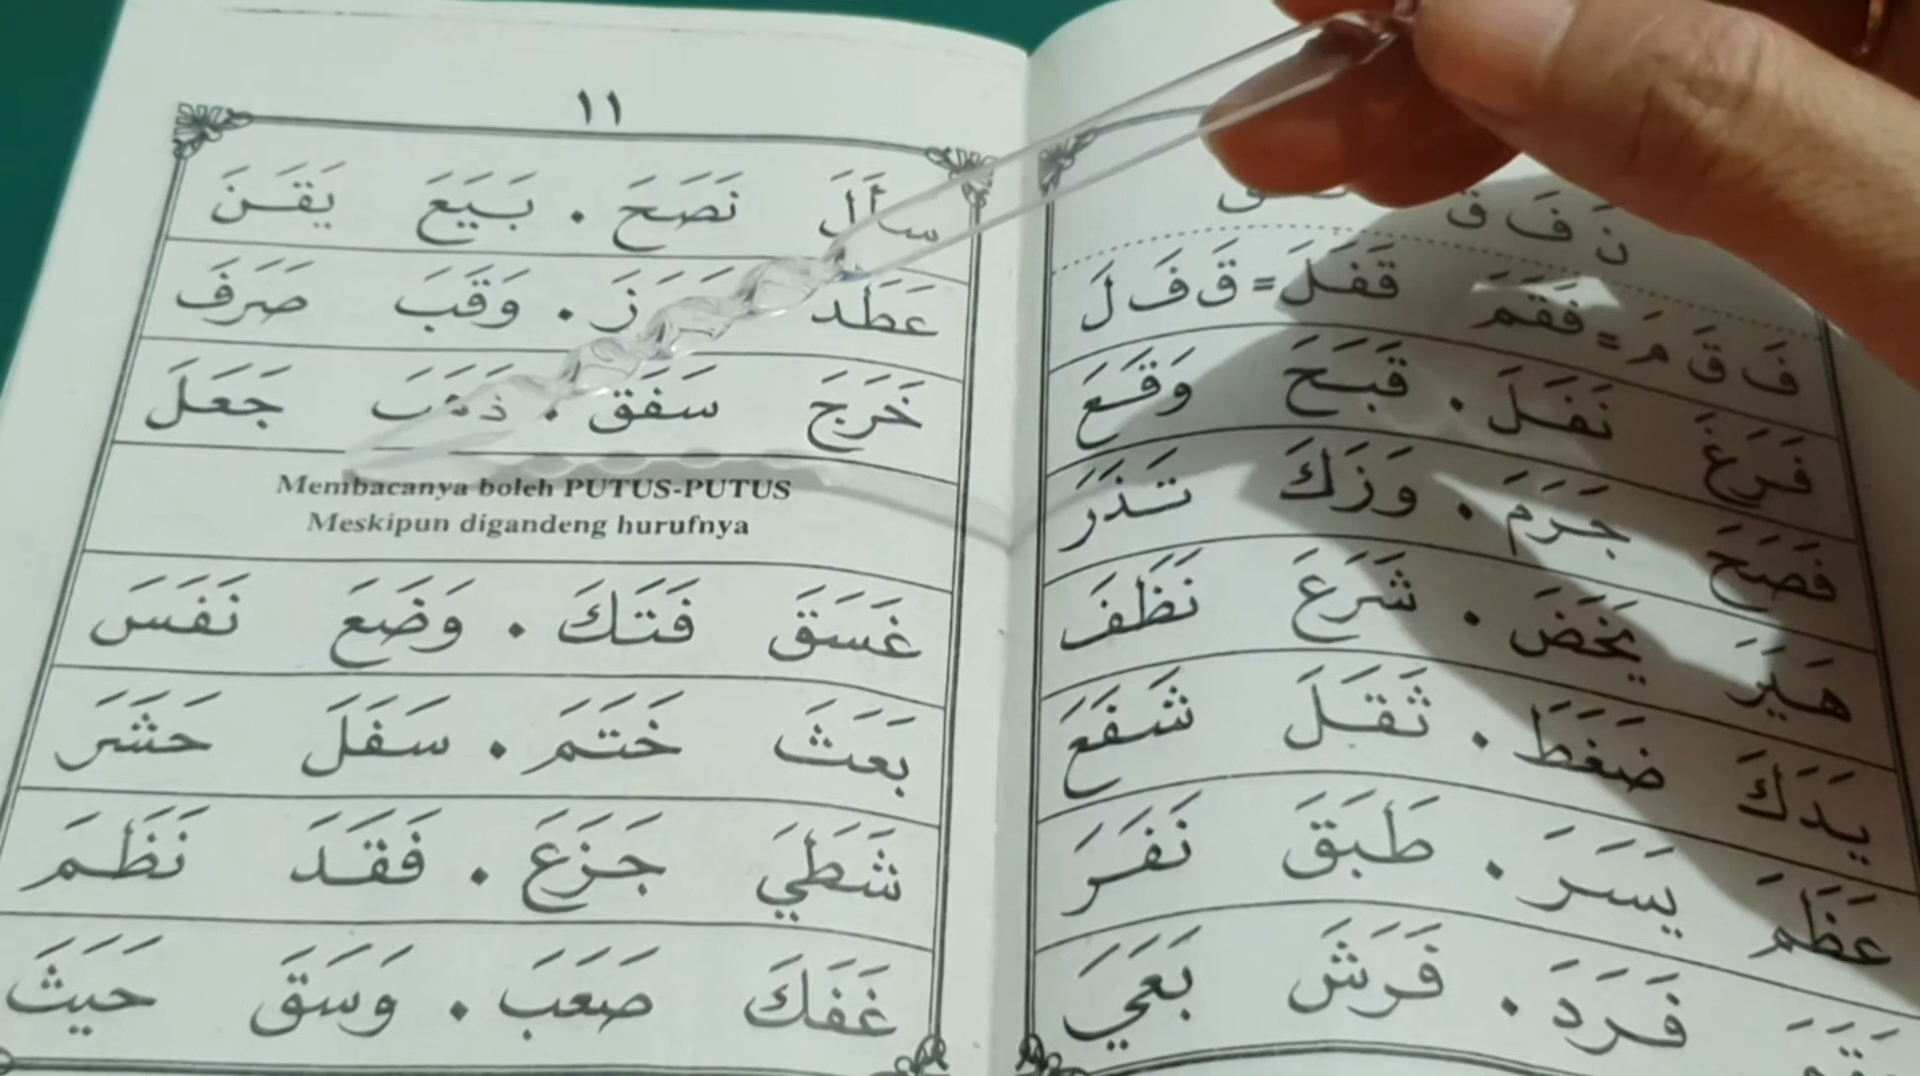 نَ فَ قَ
فَ قَ مَ = فَقَمَ قَفَلَ = قَ فَ لَ
فَرَغَ نَفَلَ . قَبَحَ وَقَعَ
فَصَحَ جَرَمَ . وَزَكَ تَذَرَ
هَيَرَ يَخَضَ . شَرَعَ نَظَفَ
يَدَكَ ضَغَطَ . ثَقَلَ شَفَعَ
عَظَمَ يَسَرَ . طَبَقَ نَفَرَ
فَرَدَ . فَرَشَ بَغَيَ
١١
سَأَلَ نَصَحَ . بَيَعَ يَقَنَ
عَطَدَ . وَقَبَ صَرَفَ
خَرَجَ سَفَقَ . ذَهَبَ جَعَلَ
Membacanya boleh PUTUS-PUTUS
Meskipun digandeng hurufnya
غَسَقَ فَتَكَ . وَضَعَ نَفَسَ
بَعَثَ خَتَمَ . سَفَلَ حَشَرَ
شَطَيَ جَزَعَ . فَقَدَ نَظَمَ
غَفَكَ صَعَبَ . وَسَقَ حَيَثَ